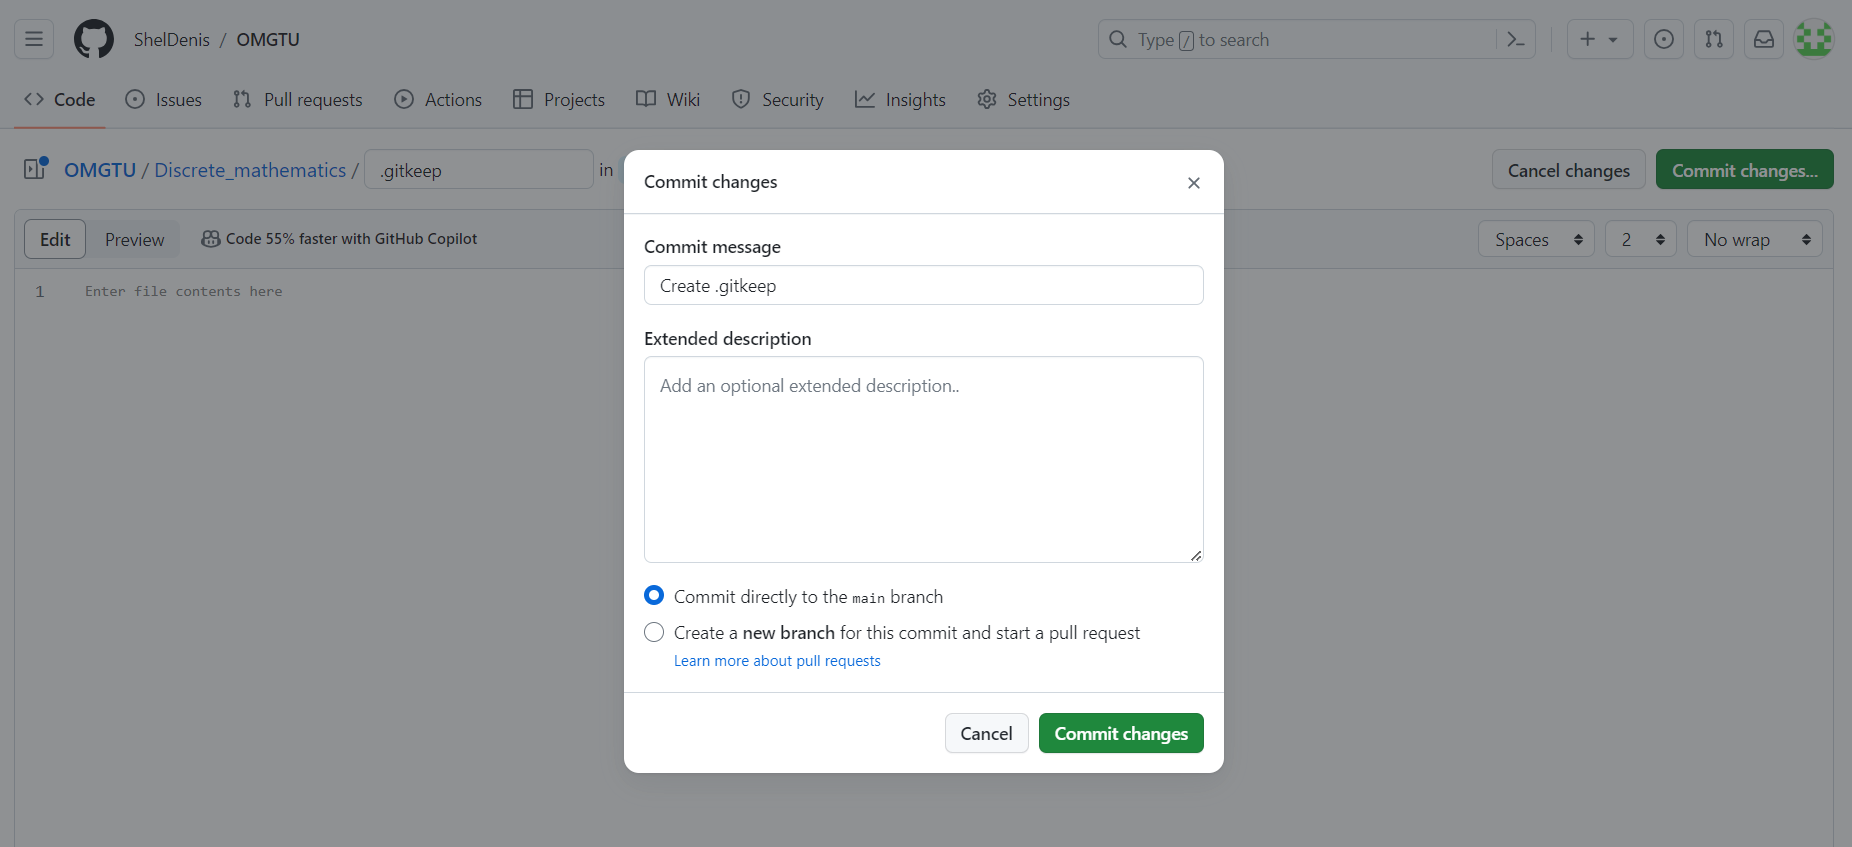 ShelDenis / OMGTU
Type / to search
Code Issues Pull requests Actions Projects Wiki Security Insights Settings
OMGTU / Discrete_mathematics / .gitkeep in
Cancel changes Commit changes...
Edit Preview Code 55% faster with GitHub Copilot
Spaces 2 No wrap
1 Enter file contents here
Commit changes
Commit message
Create .gitkeep
Extended description
Add an optional extended description..
Commit directly to the main branch
Create a new branch for this commit and start a pull request
Learn more about pull requests
Cancel Commit changes